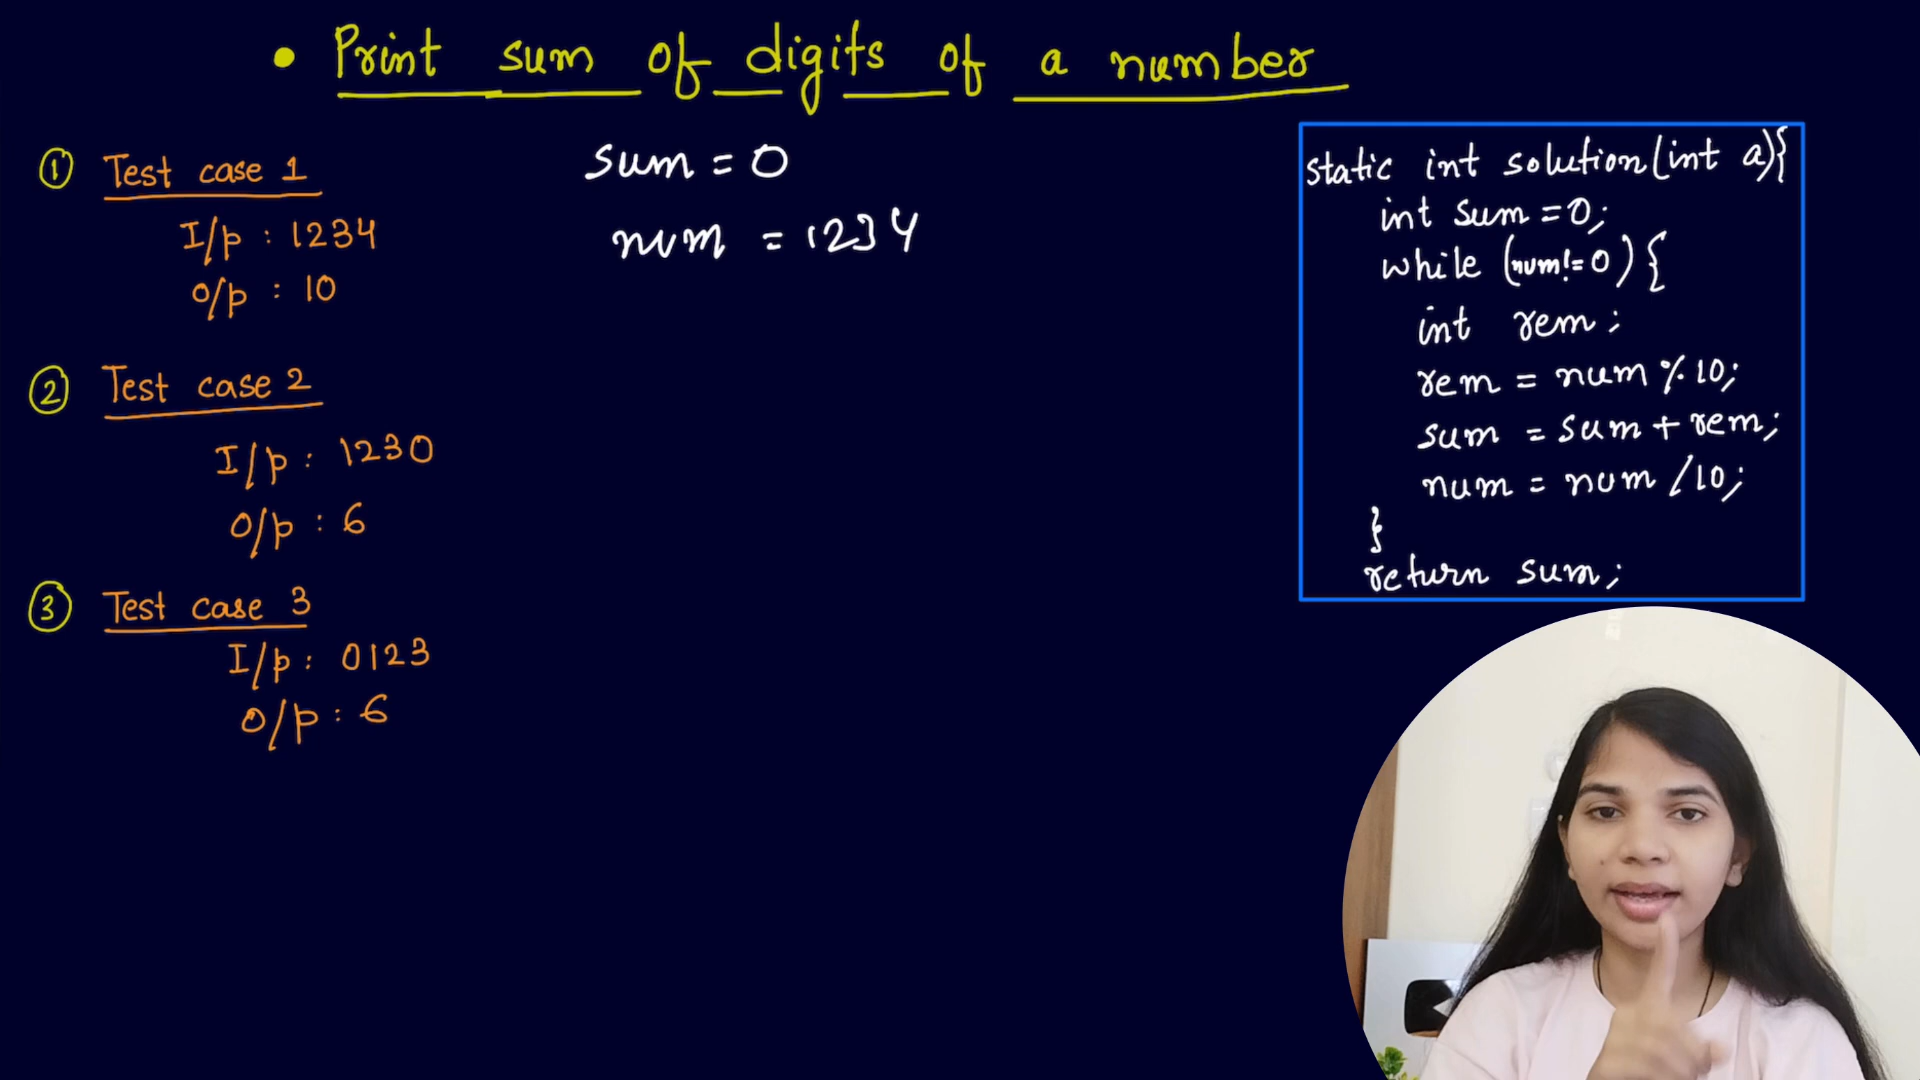 • Print sum of digits of a number
① Test case 1
I/p : 1234
O/p : 10
② Test case 2
I/p : 1230
O/p : 6
③ Test case 3
I/p : 0123
O/p : 6
sum = 0
num = 1234
static int solution(int a){
int sum = 0;
while (num != 0) {
int rem ;
rem = num % 10;
sum = sum + rem;
num = num / 10;
}
return sum;